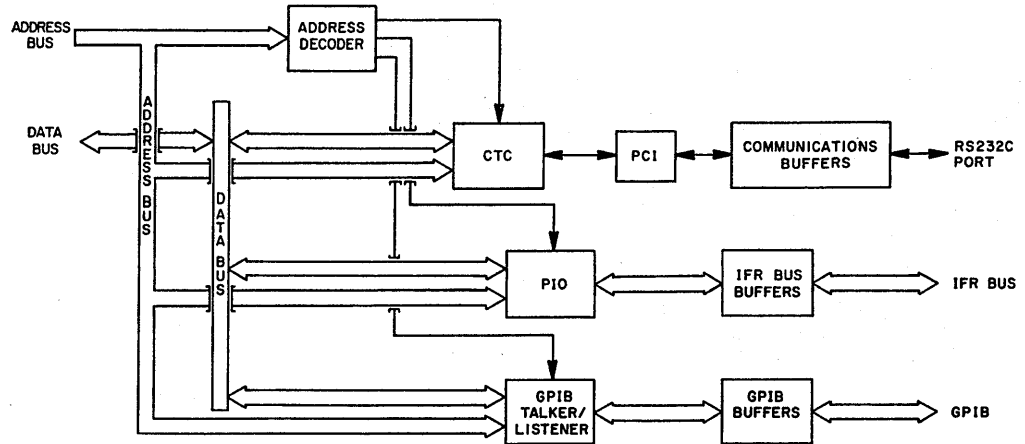 ADDRESS
BUS
ADDRESS
DECODER
DATA
BUS
ADDRESS BUS
DATA BUS
CTC
PCI
COMMUNICATIONS
BUFFERS
RS232C
PORT
PIO
IFR BUS
BUFFERS
IFR BUS
GPIB
TALKER/
LISTENER
GPIB
BUFFERS
GPIB